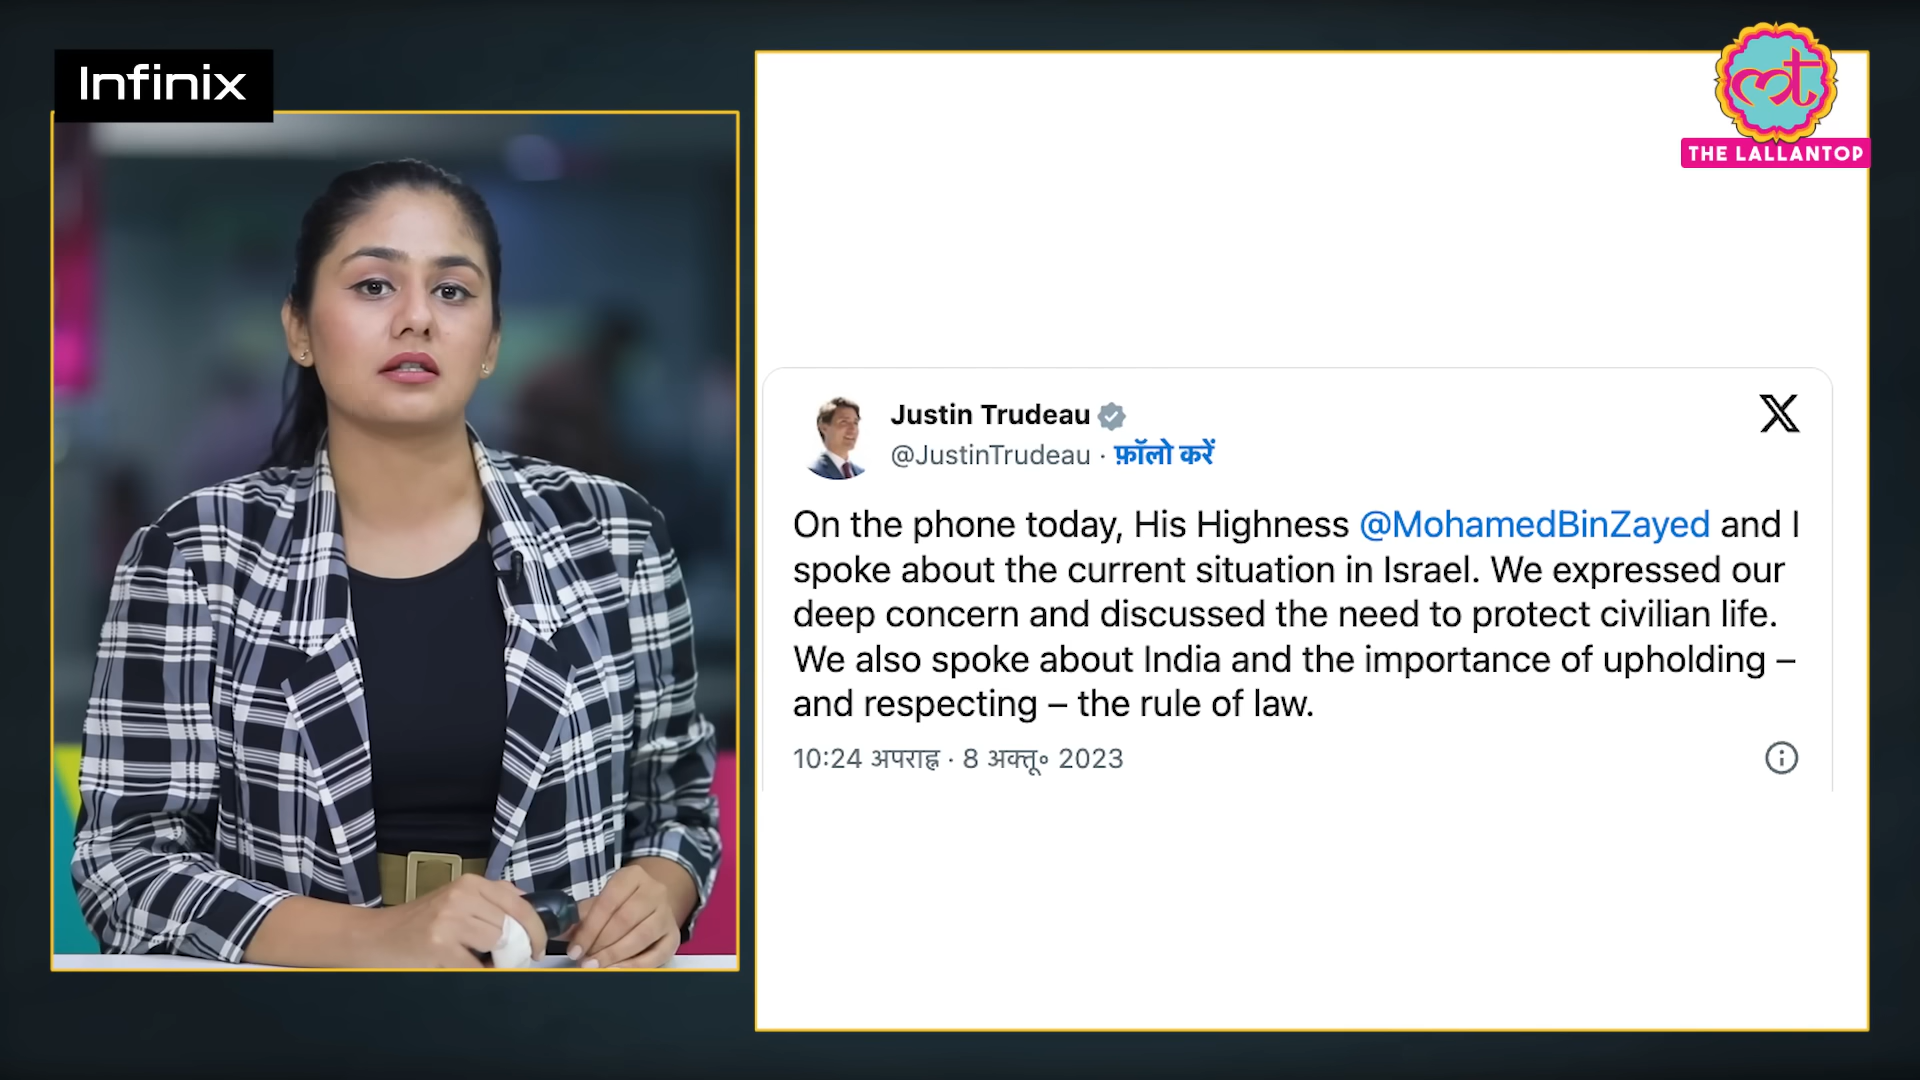 Infinix
THE LALLANTOP
Justin Trudeau
@JustinTrudeau · फ़ॉलो करें
On the phone today, His Highness @MohamedBinZayed and I
spoke about the current situation in Israel. We expressed our
deep concern and discussed the need to protect civilian life.
We also spoke about India and the importance of upholding –
and respecting – the rule of law.
10:24 अपराह्न · 8 अक्तू॰ 2023